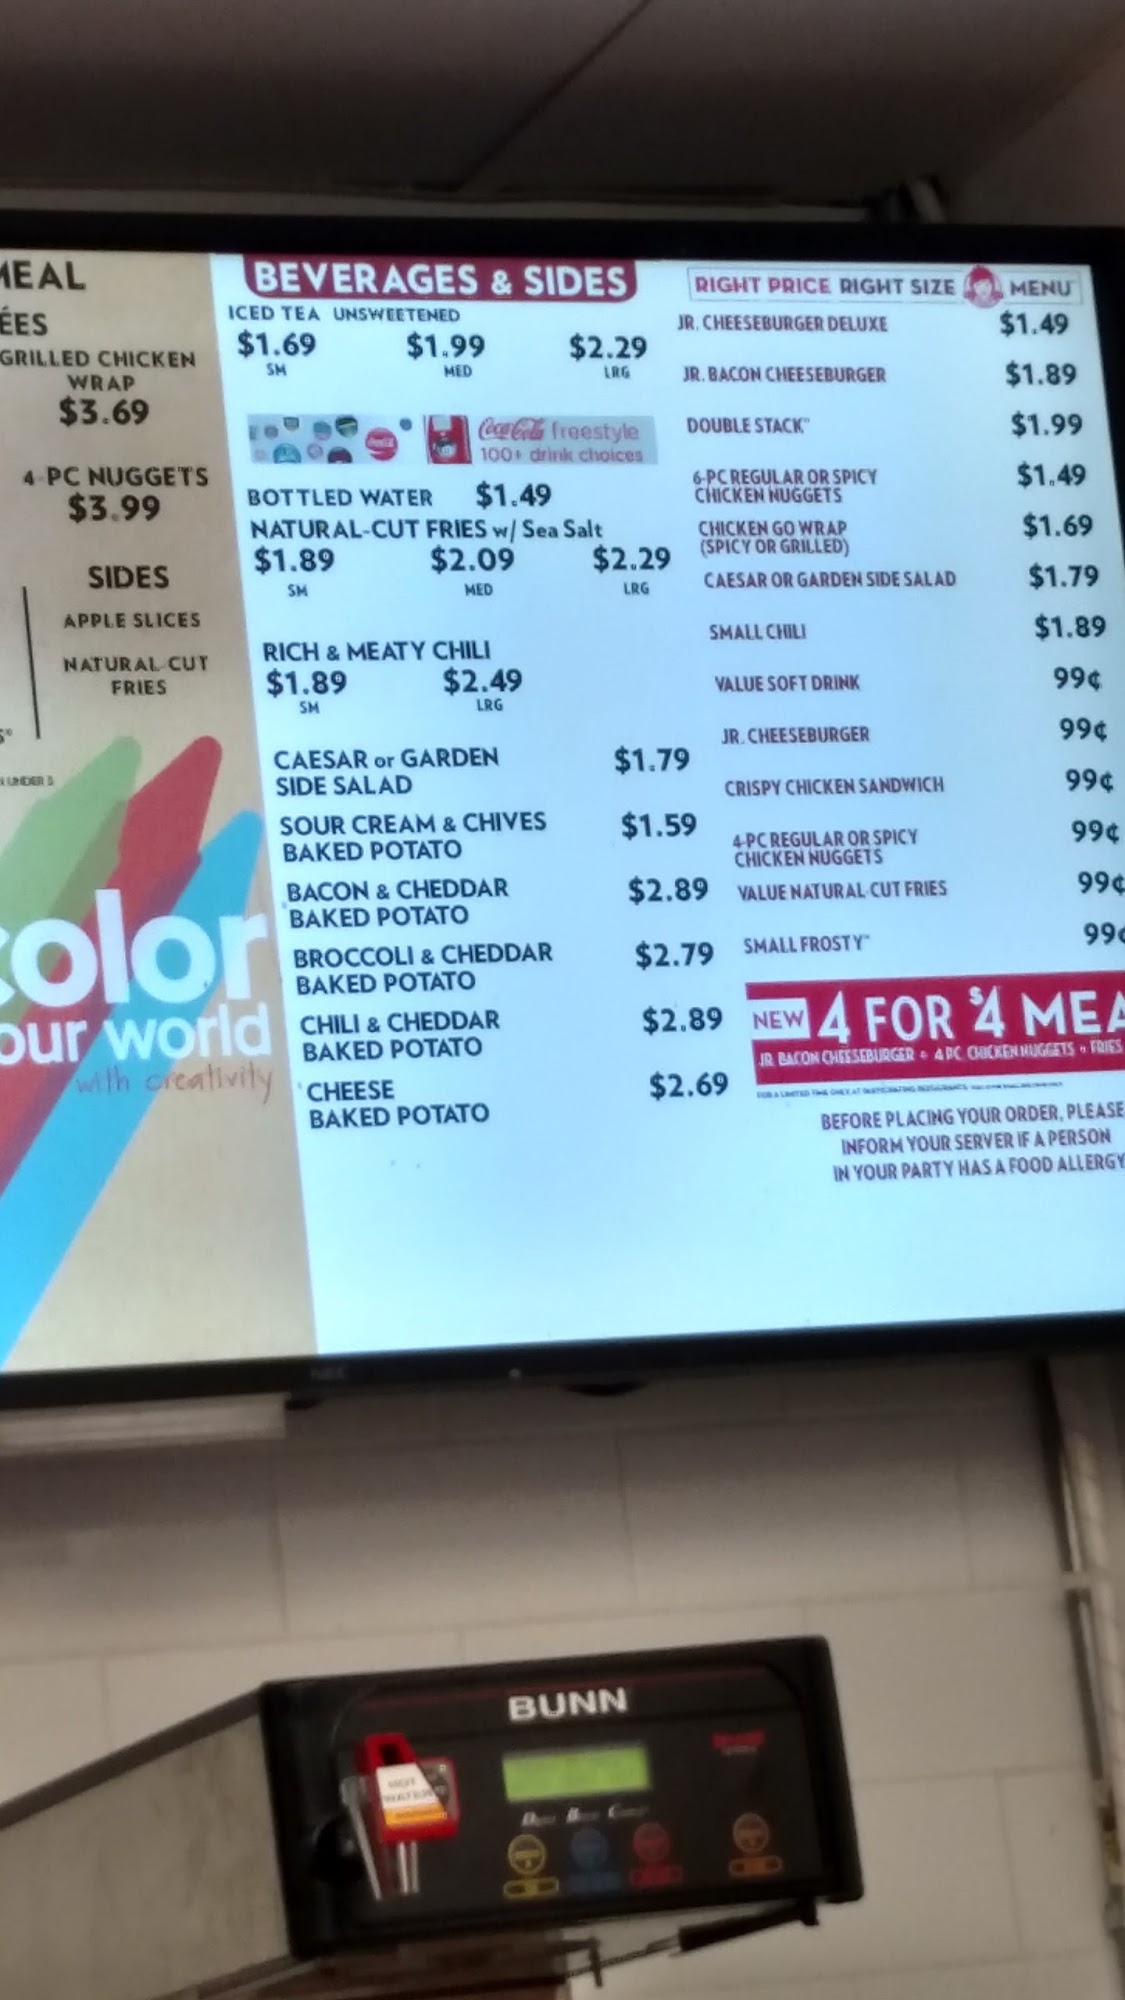 MEAL
ÉES
GRILLED CHICKEN
WRAP
$3.69
4-PC NUGGETS
$3.99
SIDES
APPLE SLICES
NATURAL-CUT
FRIES
color
our world
with creativity
BEVERAGES & SIDES
ICED TEA UNSWEETENED
$1.69 $1.99 $2.29
SM MED LRG
Coca-Cola freestyle
100+ drink choices
BOTTLED WATER $1.49
NATURAL-CUT FRIES w/ Sea Salt
$1.89 $2.09 $2.29
SM MED LRG
RICH & MEATY CHILI
$1.89 $2.49
SM LRG
CAESAR or GARDEN
SIDE SALAD $1.79
SOUR CREAM & CHIVES
BAKED POTATO $1.59
BACON & CHEDDAR
BAKED POTATO $2.89
BROCCOLI & CHEDDAR
BAKED POTATO $2.79
CHILI & CHEDDAR
BAKED POTATO $2.89
CHEESE
BAKED POTATO $2.69
RIGHT PRICE RIGHT SIZE MENU
JR. CHEESEBURGER DELUXE $1.49
JR. BACON CHEESEBURGER $1.89
DOUBLE STACK™ $1.99
6-PC REGULAR OR SPICY
CHICKEN NUGGETS $1.49
CHICKEN GO WRAP
(SPICY OR GRILLED) $1.69
CAESAR OR GARDEN SIDE SALAD $1.79
SMALL CHILI $1.89
VALUE SOFT DRINK 99¢
JR. CHEESEBURGER 99¢
CRISPY CHICKEN SANDWICH 99¢
4-PC REGULAR OR SPICY
CHICKEN NUGGETS 99¢
VALUE NATURAL-CUT FRIES 99¢
SMALL FROSTY™ 99¢
NEW 4 FOR $4 MEA
JR BACON CHEESEBURGER + 4 PC CHICKEN NUGGETS + FRIES
BEFORE PLACING YOUR ORDER, PLEASE
INFORM YOUR SERVER IF A PERSON
IN YOUR PARTY HAS A FOOD ALLERGY
NEC
BUNN